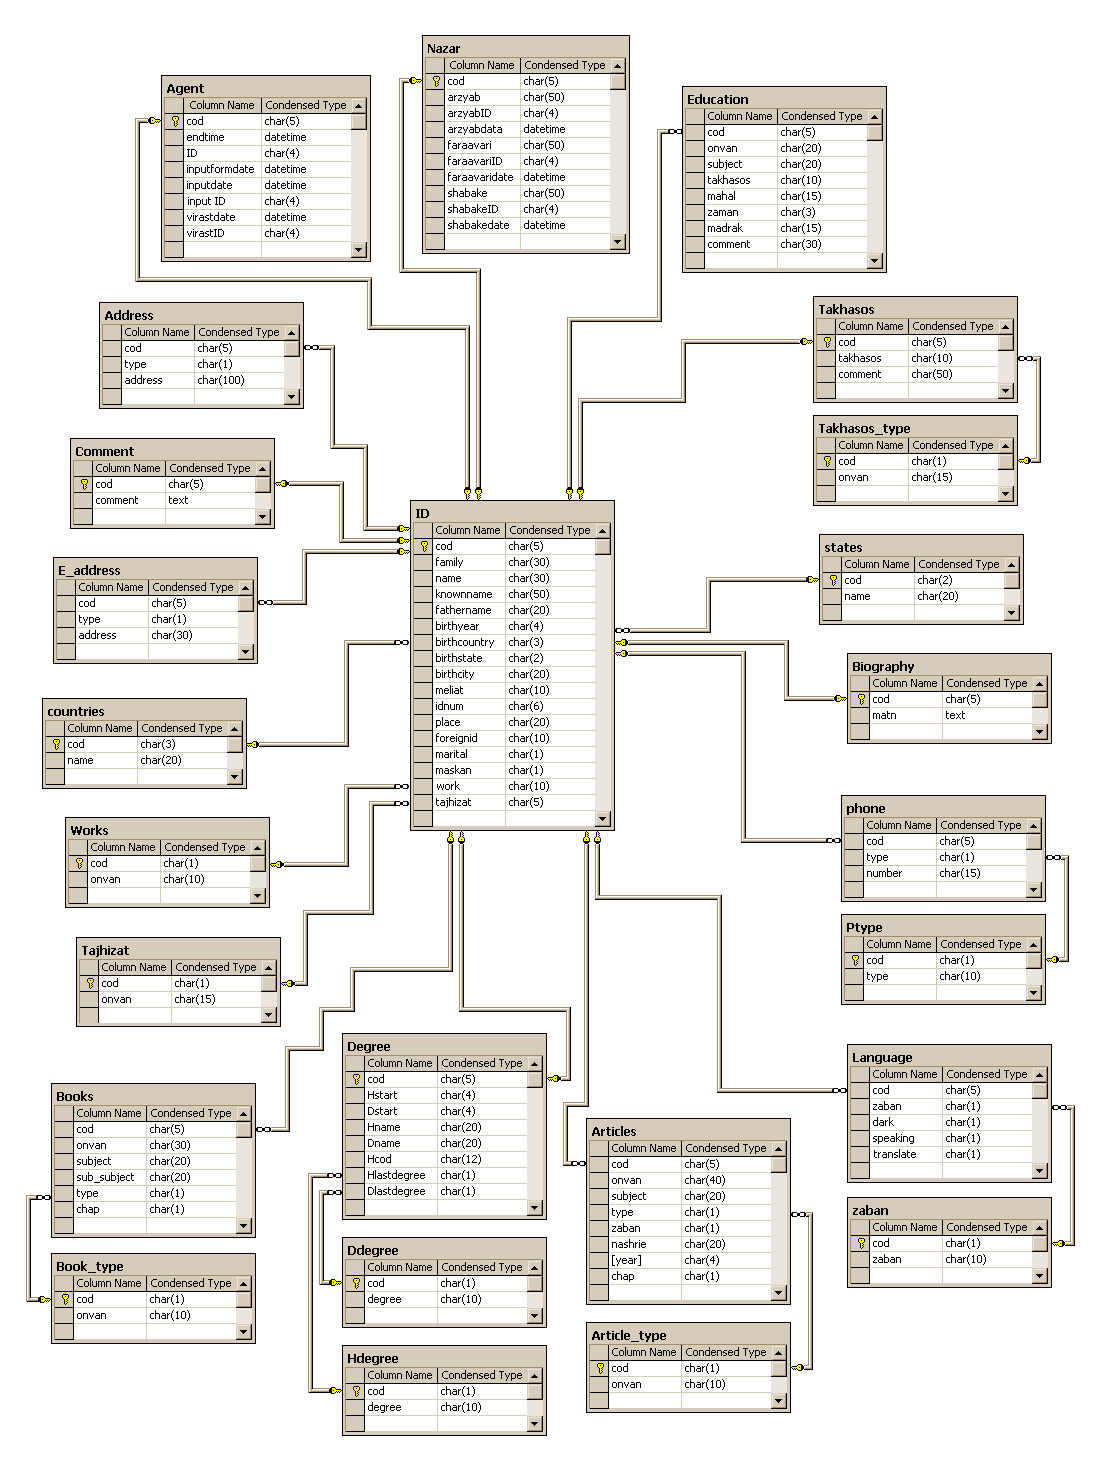 Nazar
Column Name Condensed Type
cod char(5)
arzyab char(50)
arzyabID char(4)
arzyabdata datetime
faraavari char(50)
faraavariID char(4)
faraavaridate datetime
shabake char(50)
shabakeID char(4)
shabakedate datetime
Agent
Column Name Condensed Type
cod char(5)
endtime datetime
ID char(4)
inputformdate datetime
inputdate datetime
input ID char(4)
virastdate datetime
virastID char(4)
Education
Column Name Condensed Type
cod char(5)
onvan char(20)
subject char(20)
takhasos char(10)
mahal char(15)
zaman char(3)
madrak char(15)
comment char(30)
Address
Column Name Condensed Type
cod char(5)
type char(1)
address char(100)
Takhasos
Column Name Condensed Type
cod char(5)
takhasos char(10)
comment char(50)
Takhasos_type
Column Name Condensed Type
cod char(1)
onvan char(15)
Comment
Column Name Condensed Type
cod char(5)
comment text
ID
Column Name Condensed Type
cod char(5)
family char(30)
name char(30)
knownname char(50)
fathername char(20)
birthyear char(4)
birthcountry char(3)
birthstate char(2)
birthcity char(20)
meliat char(10)
idnum char(6)
place char(20)
foreignid char(10)
marital char(1)
maskan char(1)
work char(10)
tajhizat char(5)
states
Column Name Condensed Type
cod char(2)
name char(20)
E_address
Column Name Condensed Type
cod char(5)
type char(1)
address char(30)
Biography
Column Name Condensed Type
cod char(5)
matn text
countries
Column Name Condensed Type
cod char(3)
name char(20)
phone
Column Name Condensed Type
cod char(5)
type char(1)
number char(15)
Works
Column Name Condensed Type
cod char(1)
onvan char(10)
Ptype
Column Name Condensed Type
cod char(1)
type char(10)
Tajhizat
Column Name Condensed Type
cod char(1)
onvan char(15)
Degree
Column Name Condensed Type
cod char(5)
Hstart char(4)
Dstart char(4)
Hname char(20)
Dname char(20)
Hcod char(12)
Hlastdegree char(1)
Dlastdegree char(1)
Language
Column Name Condensed Type
cod char(5)
zaban char(1)
dark char(1)
speaking char(1)
translate char(1)
Books
Column Name Condensed Type
cod char(5)
onvan char(30)
subject char(20)
sub_subject char(20)
type char(1)
chap char(1)
Articles
Column Name Condensed Type
cod char(5)
onvan char(40)
subject char(20)
type char(1)
zaban char(1)
nashrie char(20)
[year] char(4)
chap char(1)
zaban
Column Name Condensed Type
cod char(1)
zaban char(10)
Ddegree
Column Name Condensed Type
cod char(1)
degree char(10)
Book_type
Column Name Condensed Type
cod char(1)
onvan char(10)
Article_type
Column Name Condensed Type
cod char(1)
onvan char(10)
Hdegree
Column Name Condensed Type
cod char(1)
degree char(10)